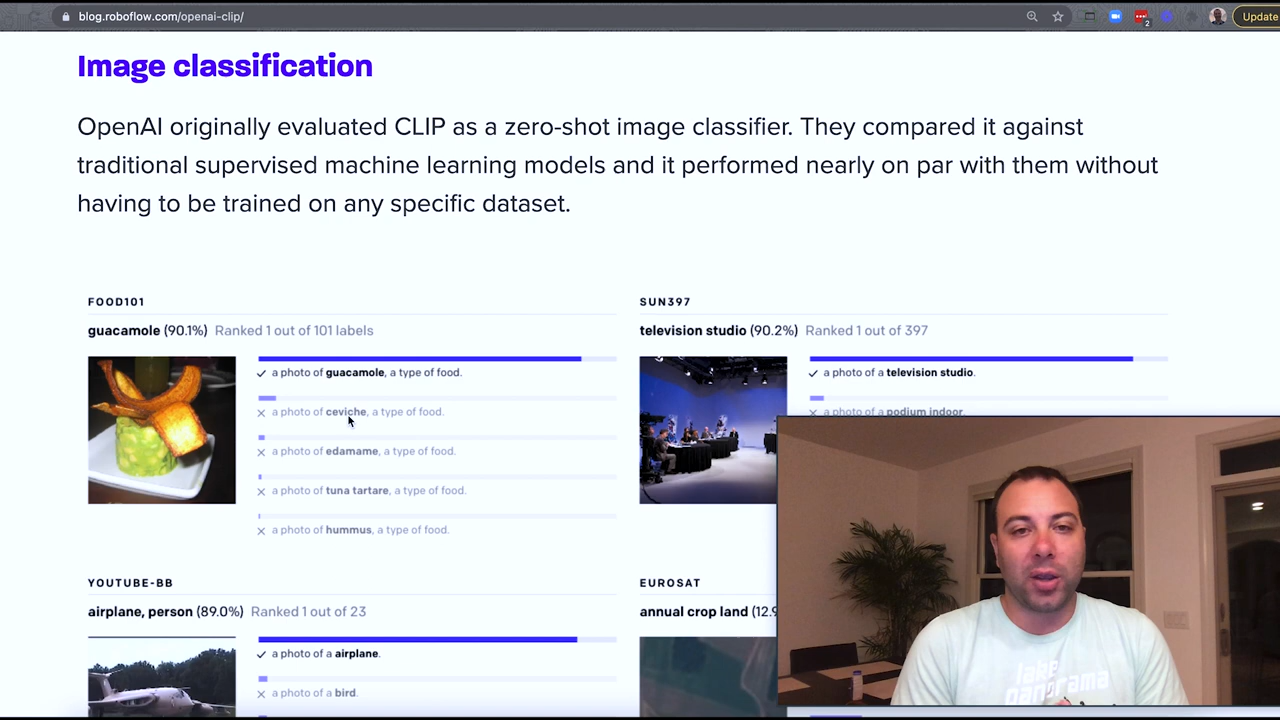 blog.roboflow.com/openai-clip/
2
Update
Image classification
OpenAI originally evaluated CLIP as a zero-shot image classifier. They compared it against
traditional supervised machine learning models and it performed nearly on par with them without
having to be trained on any specific dataset.
FOOD101
guacamole (90.1%) Ranked 1 out of 101 labels
a photo of guacamole, a type of food.
a photo of ceviche, a type of food.
a photo of edamame, a type of food.
a photo of tuna tartare, a type of food.
a photo of hummus, a type of food.
SUN397
television studio (90.2%) Ranked 1 out of 397
a photo of a television studio.
a photo of a podium indoor.
YOUTUBE-BB
airplane, person (89.0%) Ranked 1 out of 23
a photo of a airplane.
a photo of a bird.
EUROSAT
annual crop land (12.9
lake
panorama